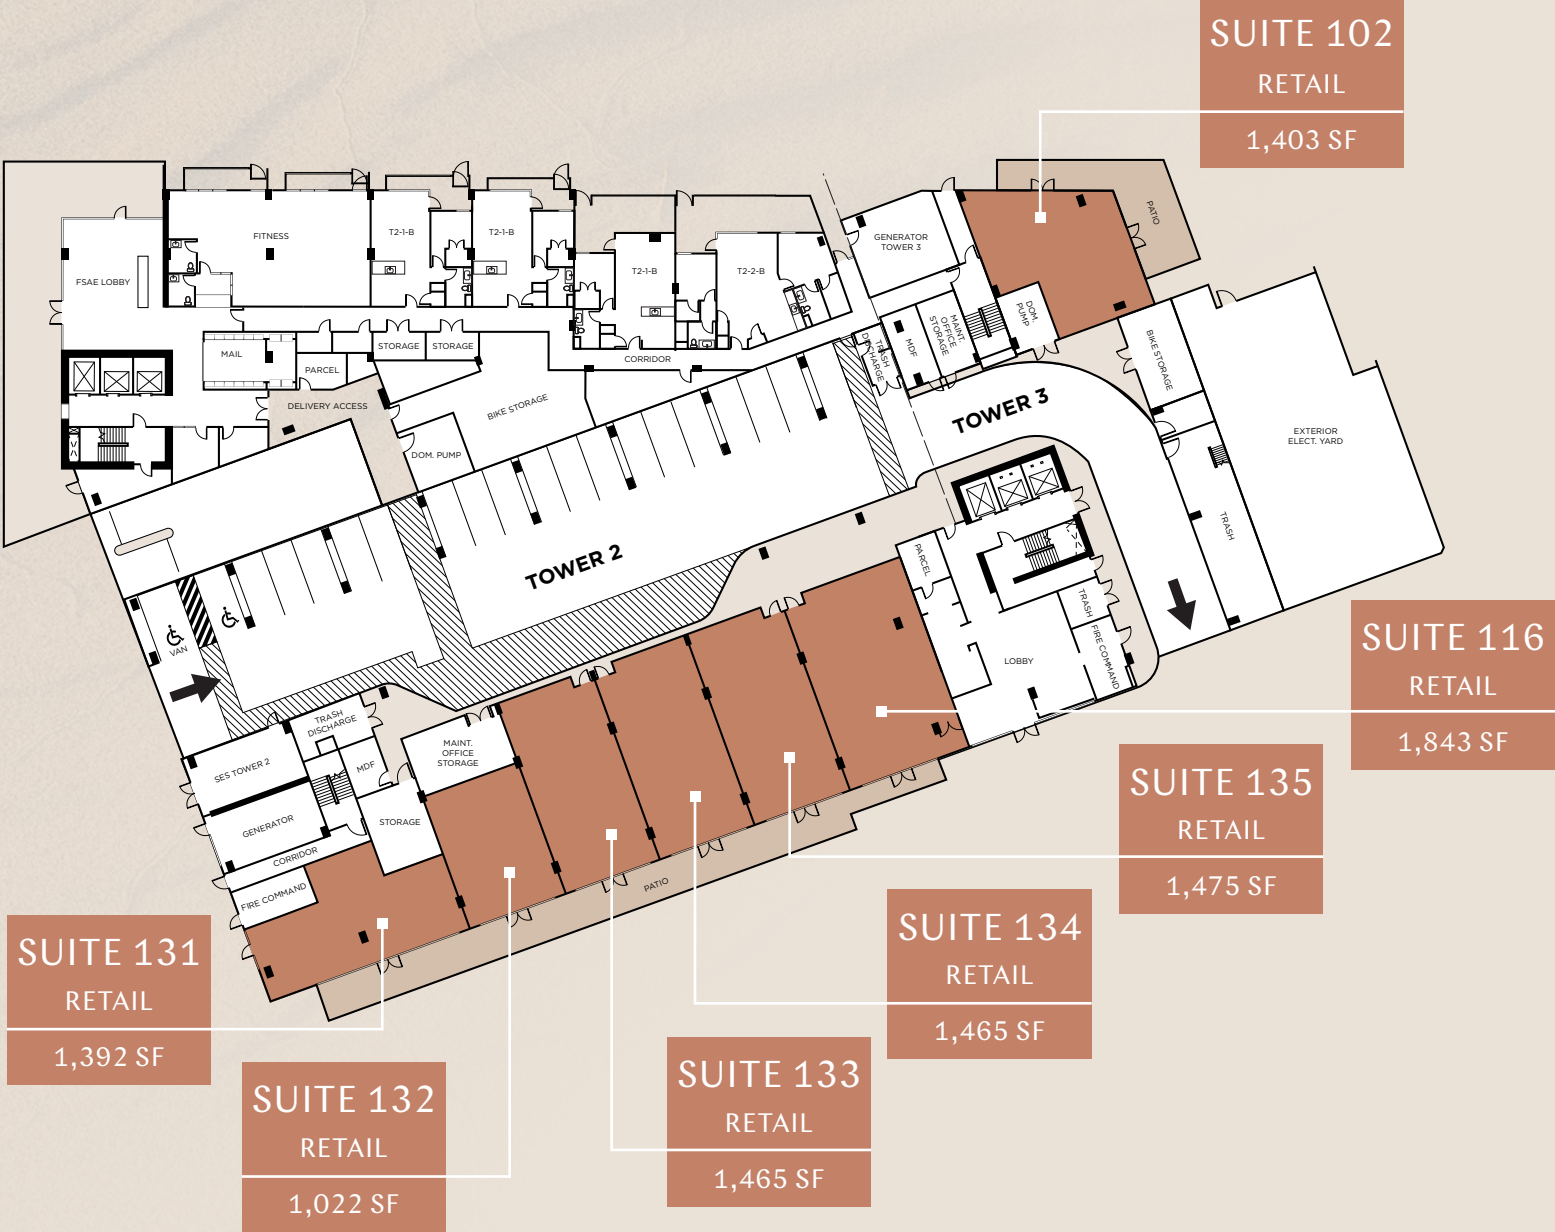 SUITE 102
RETAIL
1,403 SF
PATIO
GENERATOR
TOWER 3
FITNESS
T2-1-B
T2-1-B
T2-1-B
T2-2-B
FSAE LOBBY
DOM.
PUMP
MAINT.
OFFICE
STORAGE
MDF
TRASH
DISCHARGE
BIKE STORAGE
STORAGE
STORAGE
MAIL
PARCEL
CORRIDOR
DELIVERY ACCESS
BIKE STORAGE
DOM. PUMP
TOWER 3
EXTERIOR
ELECT. YARD
TRASH
TOWER 2
PARCEL
TRASH
FIRE COMMAND
LOBBY
VAN
TRASH
DISCHARGE
MAINT.
OFFICE
STORAGE
SES TOWER 2
MDF
GENERATOR
STORAGE
CORRIDOR
FIRE COMMAND
PATIO
SUITE 116
RETAIL
1,843 SF
SUITE 135
RETAIL
1,475 SF
SUITE 134
RETAIL
1,465 SF
SUITE 131
RETAIL
1,392 SF
SUITE 133
RETAIL
1,465 SF
SUITE 132
RETAIL
1,022 SF